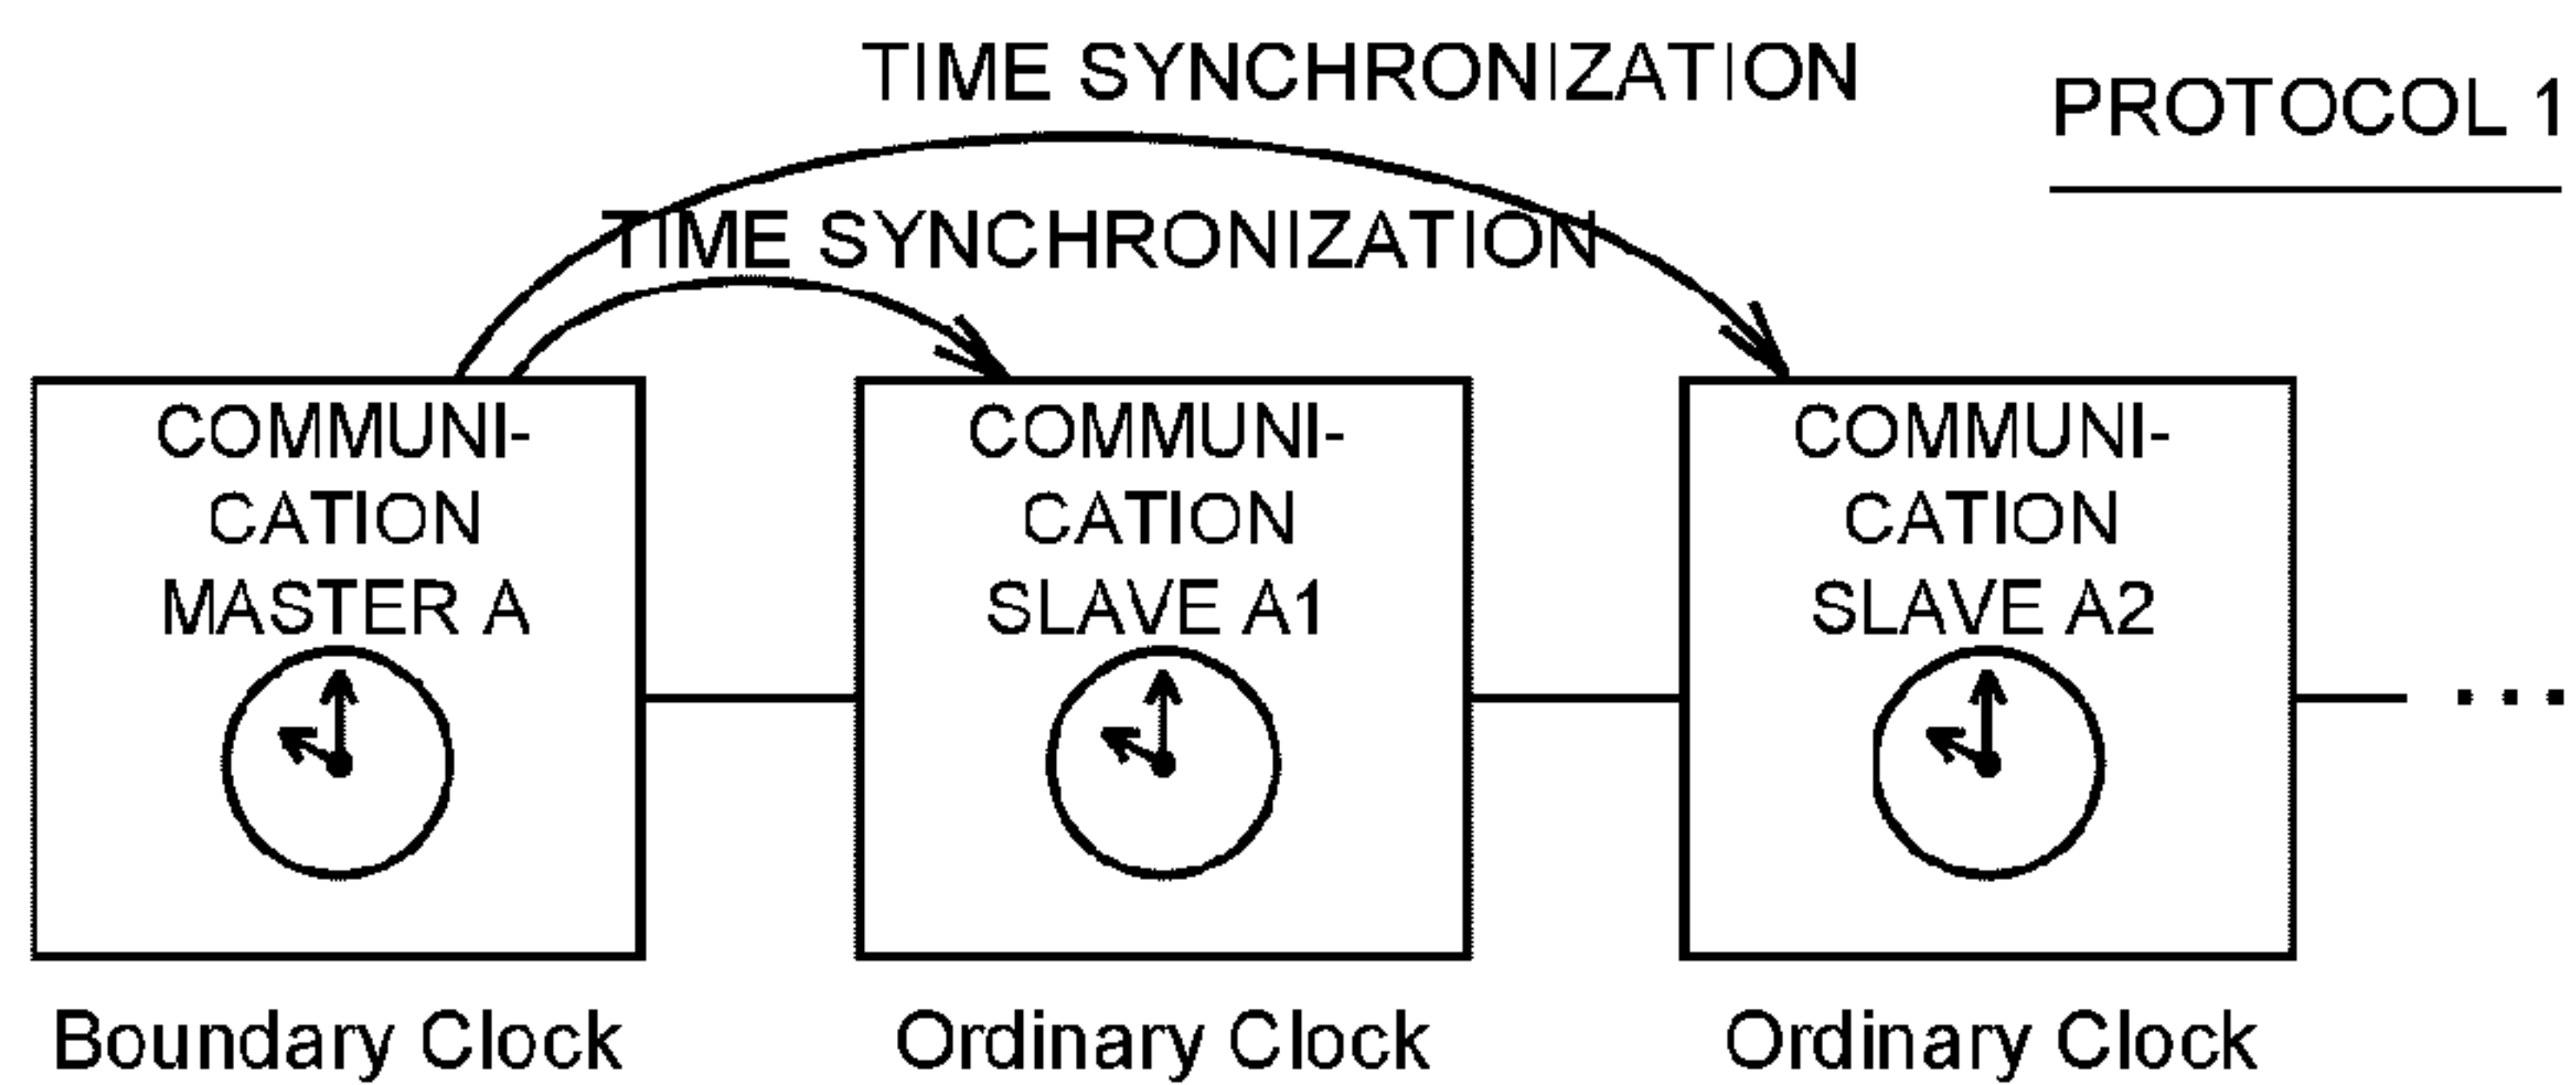 TIME SYNCHRONIZATION
PROTOCOL 1
TIME SYNCHRONIZATION
COMMUNI-
CATION
MASTER A
COMMUNI-
CATION
SLAVE A1
COMMUNI-
CATION
SLAVE A2
...
Boundary Clock
Ordinary Clock
Ordinary Clock